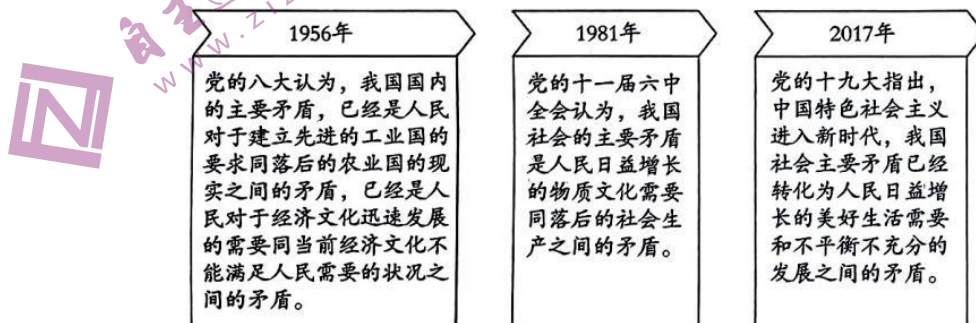 1956年
党的八大认为，我国国内
的主要矛盾，已经是人民
对于建立先进的工业国的
要求同落后的农业国的现
实之间的矛盾，已经是人
民对于经济文化迅速发展
的需要同当前经济文化不
能满足人民需要的状况之
间的矛盾。
1981年
党的十一届六中
全会认为，我国
社会的主要矛盾
是人民日益增长
的物质文化需要
同落后的社会生
产之间的矛盾。
2017年
党的十九大指出，
中国特色社会主义
进入新时代，我国
社会主要矛盾已经
转化为人民日益增
长的美好生活需要
和不平衡不充分的
发展之间的矛盾。